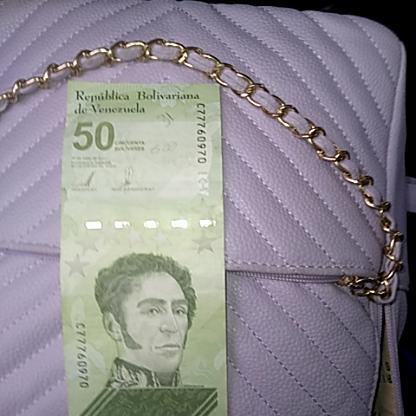 República Bolivariana
de Venezuela
50
CINCUENTA
BOLÍVARES
C77760970
C77760970